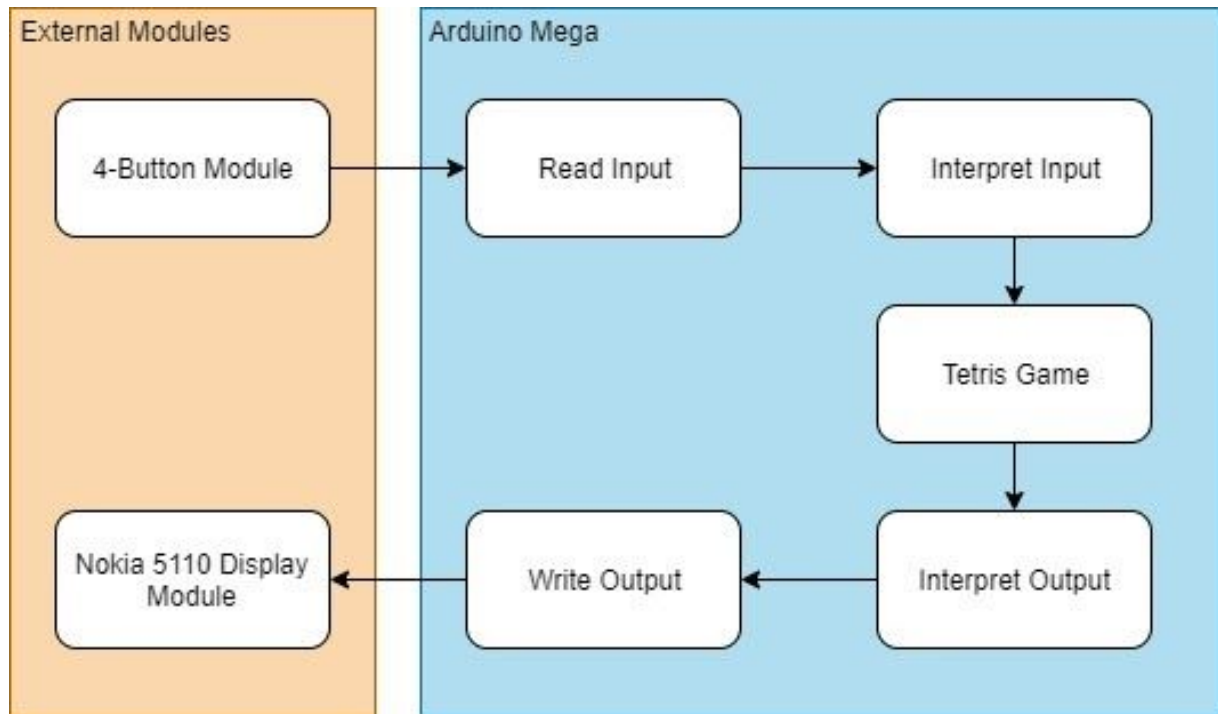 External Modules
Arduino Mega
4-Button Module
Read Input
Interpret Input
Tetris Game
Nokia 5110 Display
Module
Write Output
Interpret Output